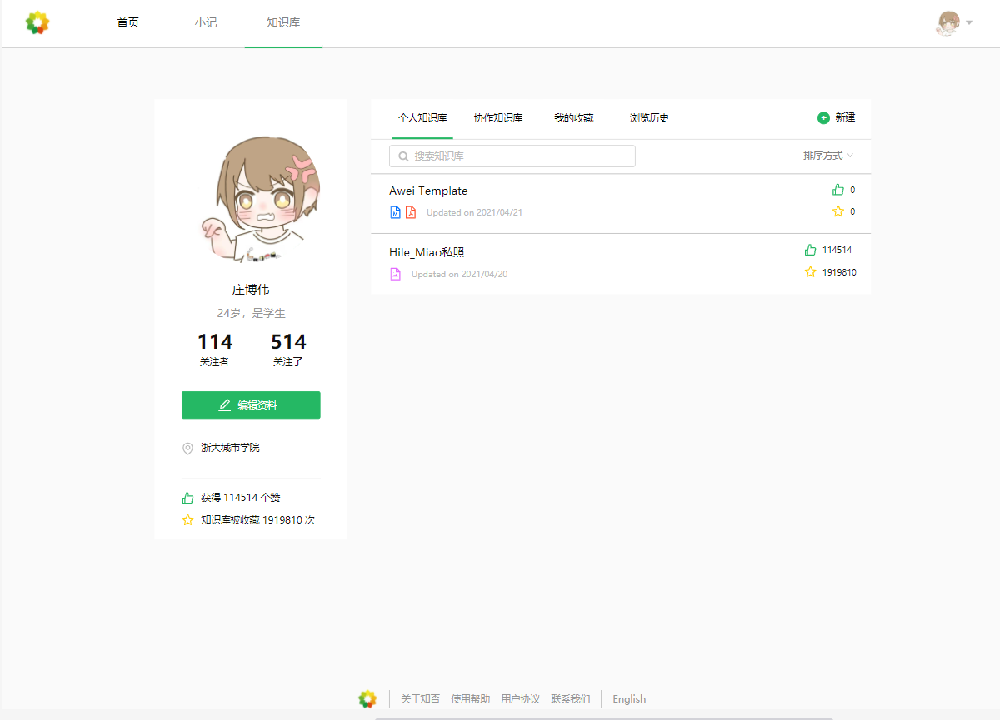 首页 小记 知识库
个人知识库 协作知识库 我的收藏 浏览历史 新建
搜索知识库 排序方式
Awei Template 0
Updated on 2021/04/21 0
Hile_Miao私照 114514
Updated on 2021/04/20 1919810
庄博伟
24岁，是学生
114 514
关注者 关注了
编辑资料
浙大城市学院
获得 114514 个赞
知识库被收藏 1919810 次
关于知否 使用帮助 用户协议 联系我们 English